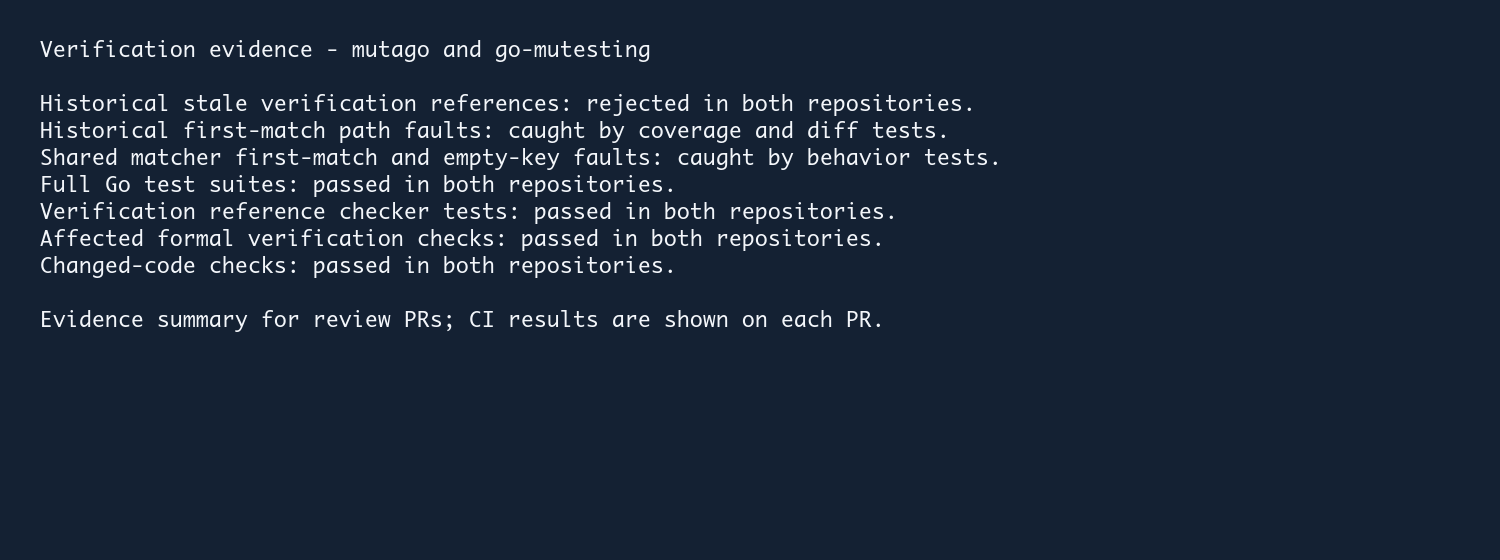 Verification evidence - mutago and go-mutesting
Historical stale verification references: rejected in both repositories.
Historical first-match path faults: caught by coverage and diff tests.
Shared matcher first-match and empty-key faults: caught by behavior tests.
Full Go test suites: passed in both repositories.
Verification reference checker tests: passed in both repositories.
Affected formal verification checks: passed in both repositories.
Changed-code checks: passed in both repositories.
Evidence summary for review PRs; CI results are shown on each PR.